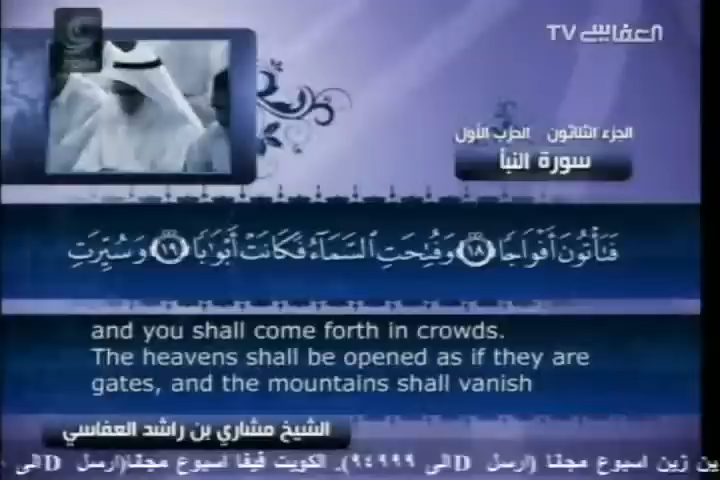 العفاسي TV
الجزء الثلاثون الحزب الأول
سورة النبأ
فَتَأْتُونَ أَفْوَاجًا ١٨ وَفُتِحَتِ السَّمَاءُ فَكَانَتْ أَبْوَابًا ١٩ وَسُيِّرَتِ
and you shall come forth in crowds.
The heavens shall be opened as if they are
gates, and the mountains shall vanish
الشيخ مشاري بن راشد العفاسي
ين زين اسبوع مجانا (ارسل D الى ٩٤٩٩٩). الكويت فيفا اسبوع مجانا(ارسل D الى